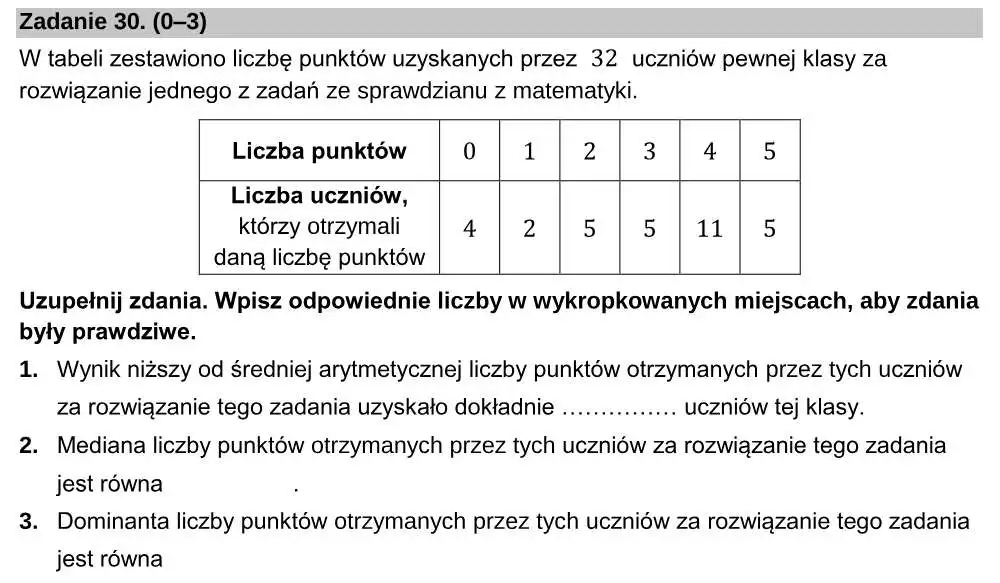 Zadanie 30. (0–3)
W tabeli zestawiono liczbę punktów uzyskanych przez 32 uczniów pewnej klasy za
rozwiązanie jednego z zadań ze sprawdzianu z matematyki.
Liczba punktów 0 1 2 3 4 5
Liczba uczniów,
którzy otrzymali 4 2 5 5 11 5
daną liczbę punktów
Uzupełnij zdania. Wpisz odpowiednie liczby w wykropkowanych miejscach, aby zdania
były prawdziwe.
1. Wynik niższy od średniej arytmetycznej liczby punktów otrzymanych przez tych uczniów
za rozwiązanie tego zadania uzyskało dokładnie ............... uczniów tej klasy.
2. Mediana liczby punktów otrzymanych przez tych uczniów za rozwiązanie tego zadania
jest równa .
3. Dominanta liczby punktów otrzymanych przez tych uczniów za rozwiązanie tego zadania
jest równa